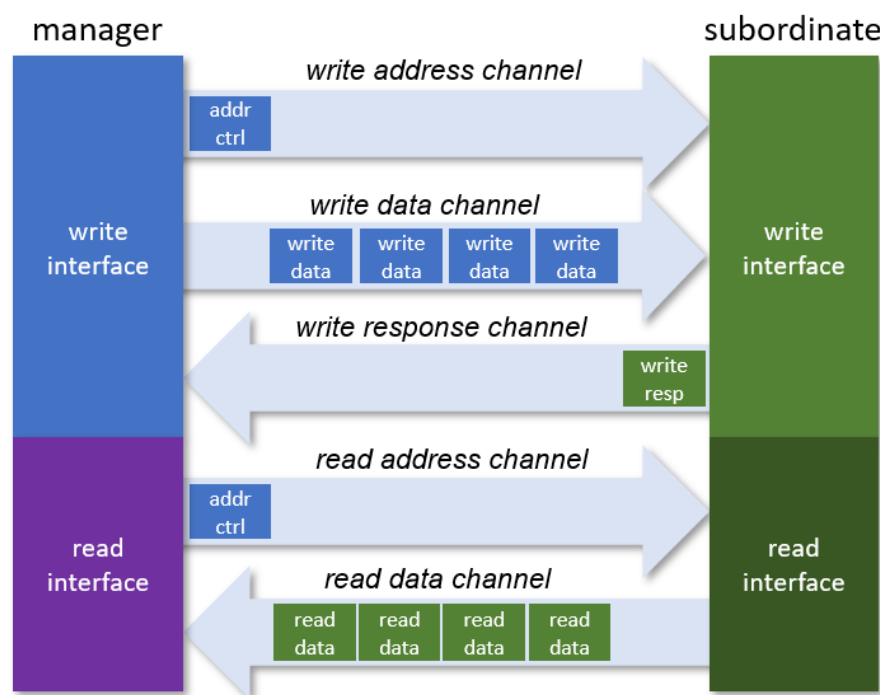 manager
subordinate
write address channel
addr
ctrl
write data channel
write
interface
write write write write
data data data data
write
interface
write response channel
write
resp
read address channel
addr
ctrl
read
interface
read
interface
read data channel
read read read read
data data data data